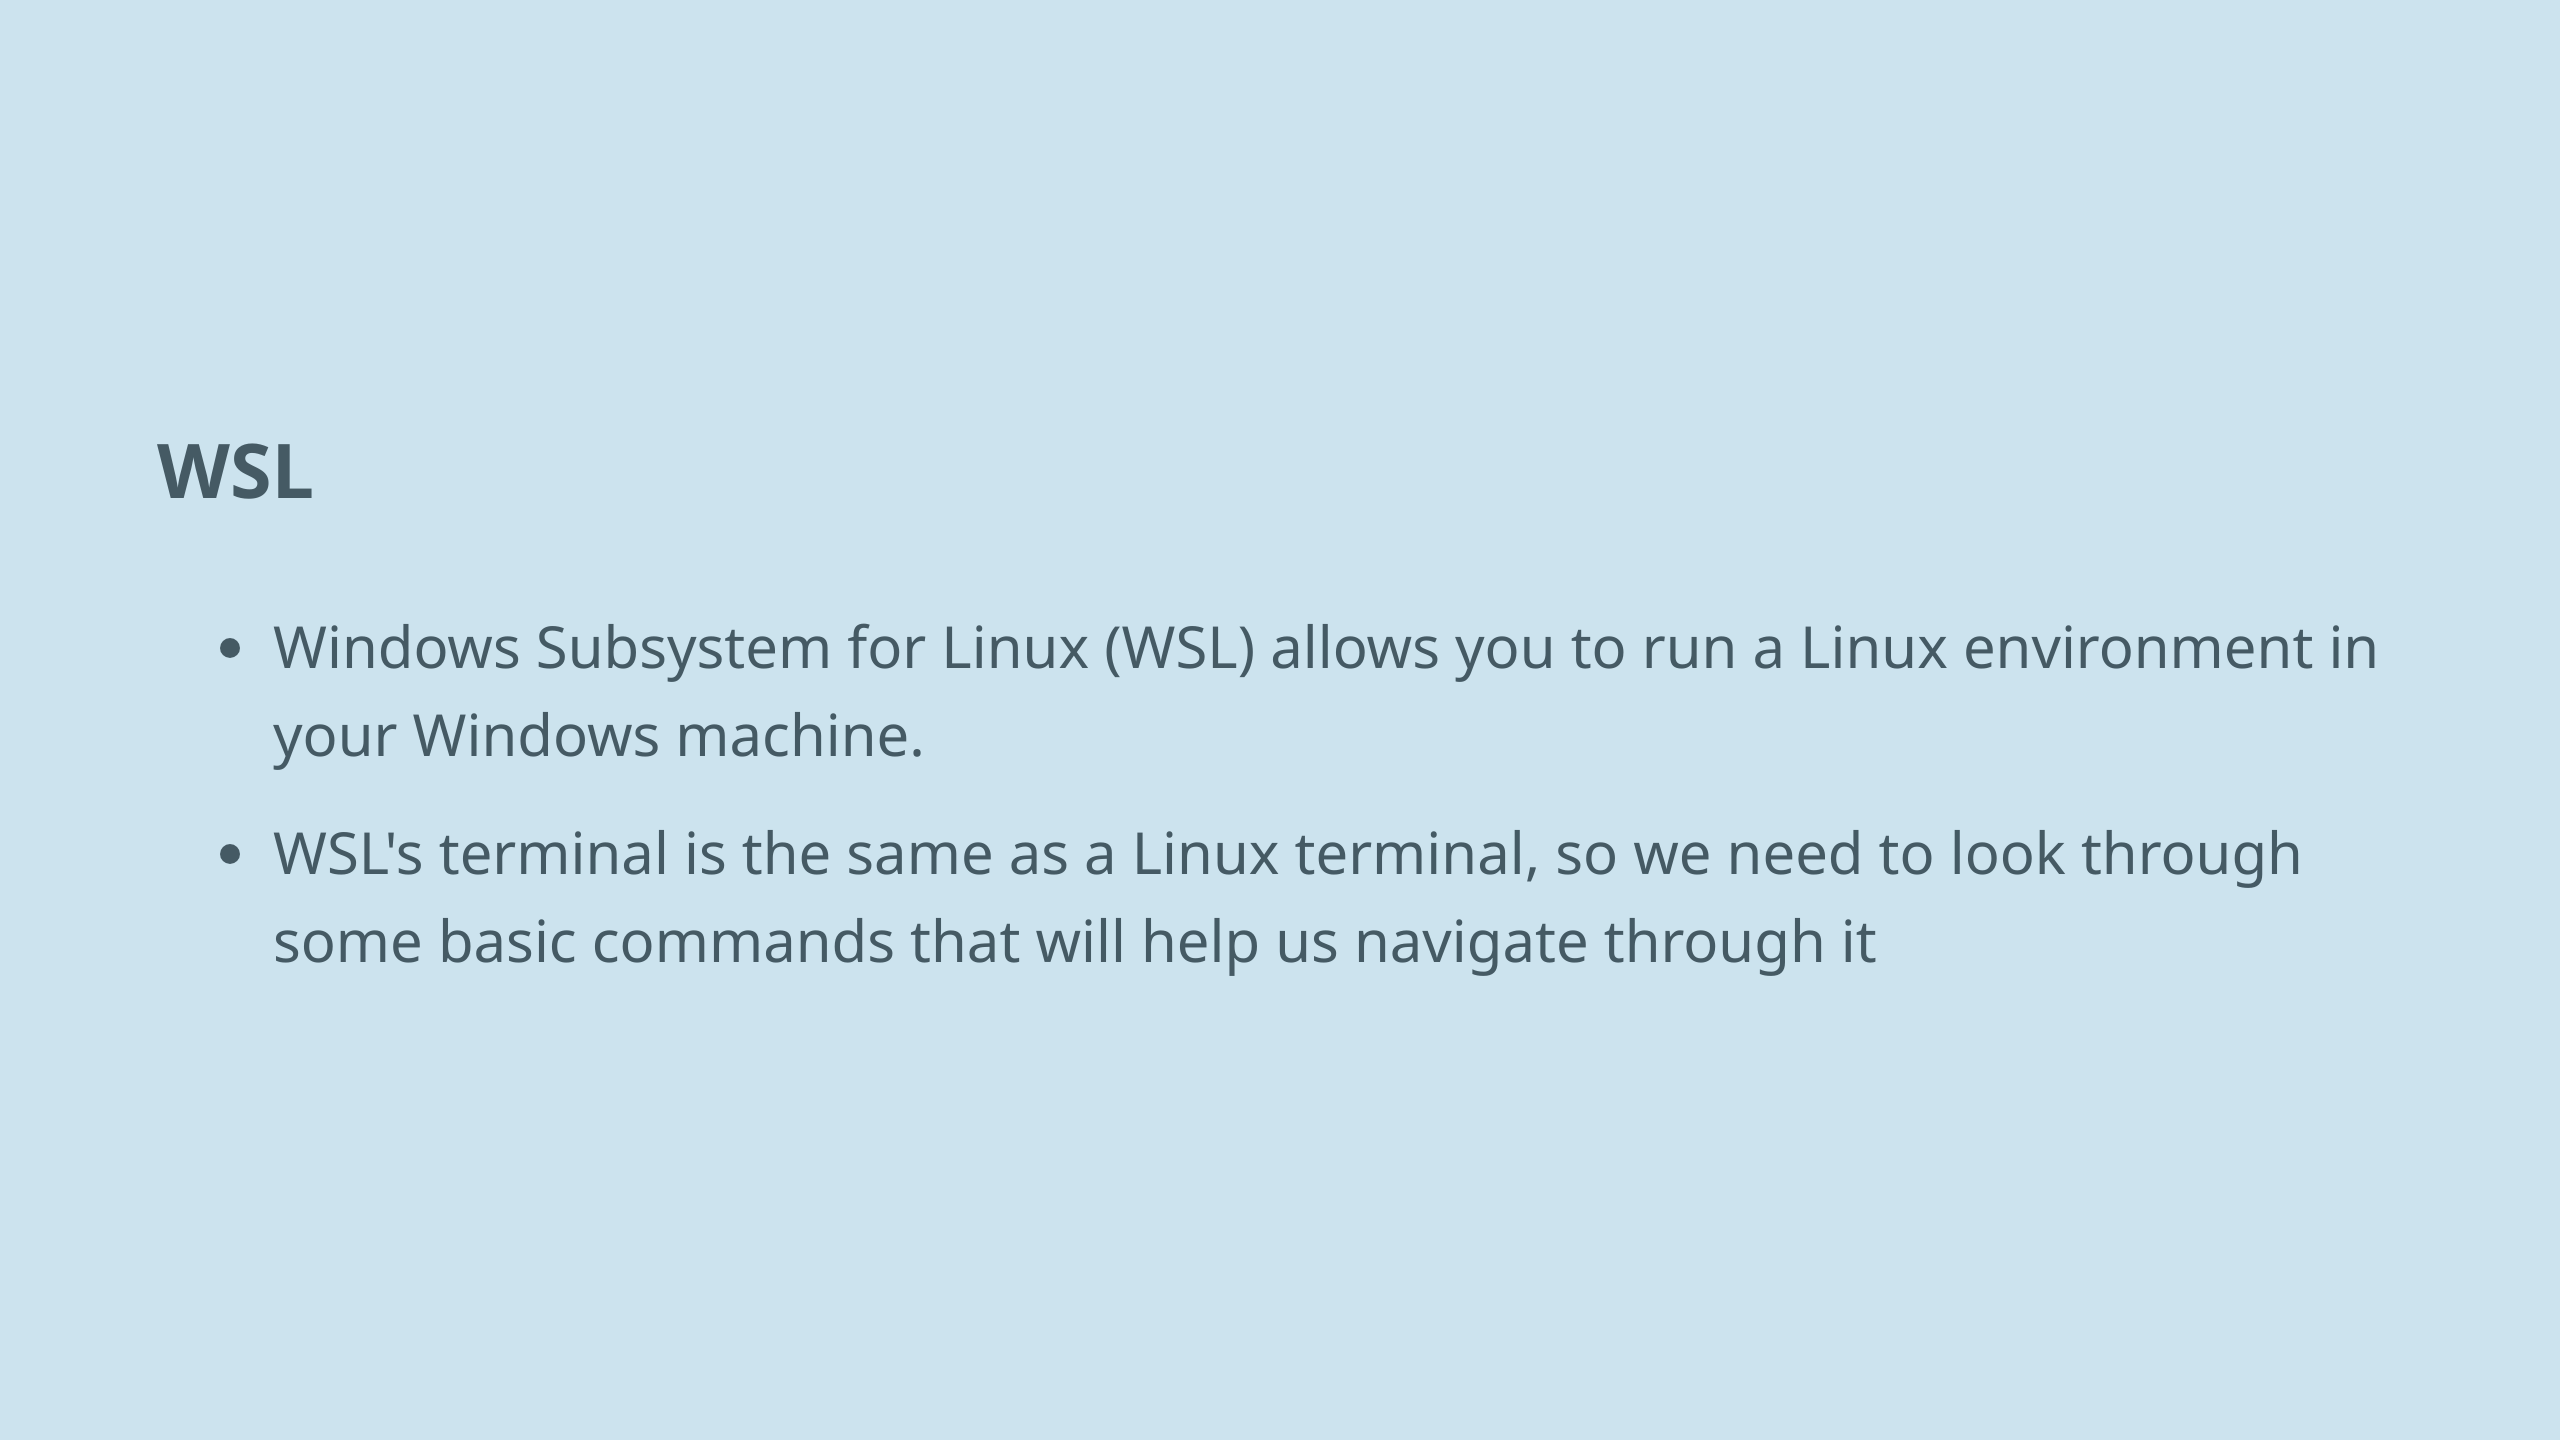 WSL
• Windows Subsystem for Linux (WSL) allows you to run a Linux environment in
your Windows machine.
• WSL's terminal is the same as a Linux terminal, so we need to look through
some basic commands that will help us navigate through it